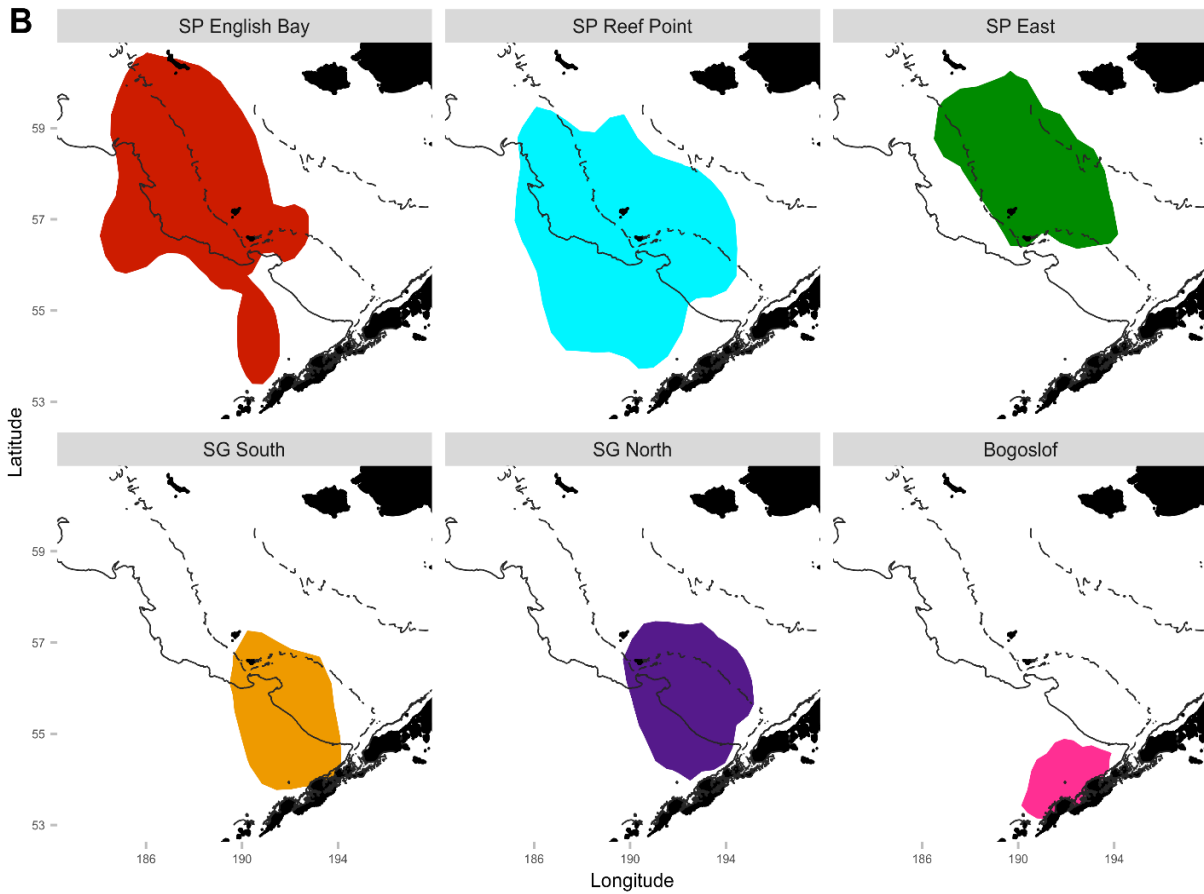 B
SP English Bay
SP Reef Point
SP East
59
57
55
53
Latitude
SG South
SG North
Bogoslof
59
57
55
53
186
190
194
186
190
194
186
190
194
Longitude